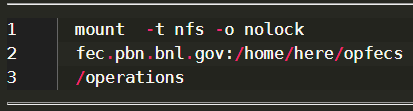 1 mount  -t nfs -o nolock
2 fec.pbn.bnl.gov:/home/here/opfecs
3 /operations